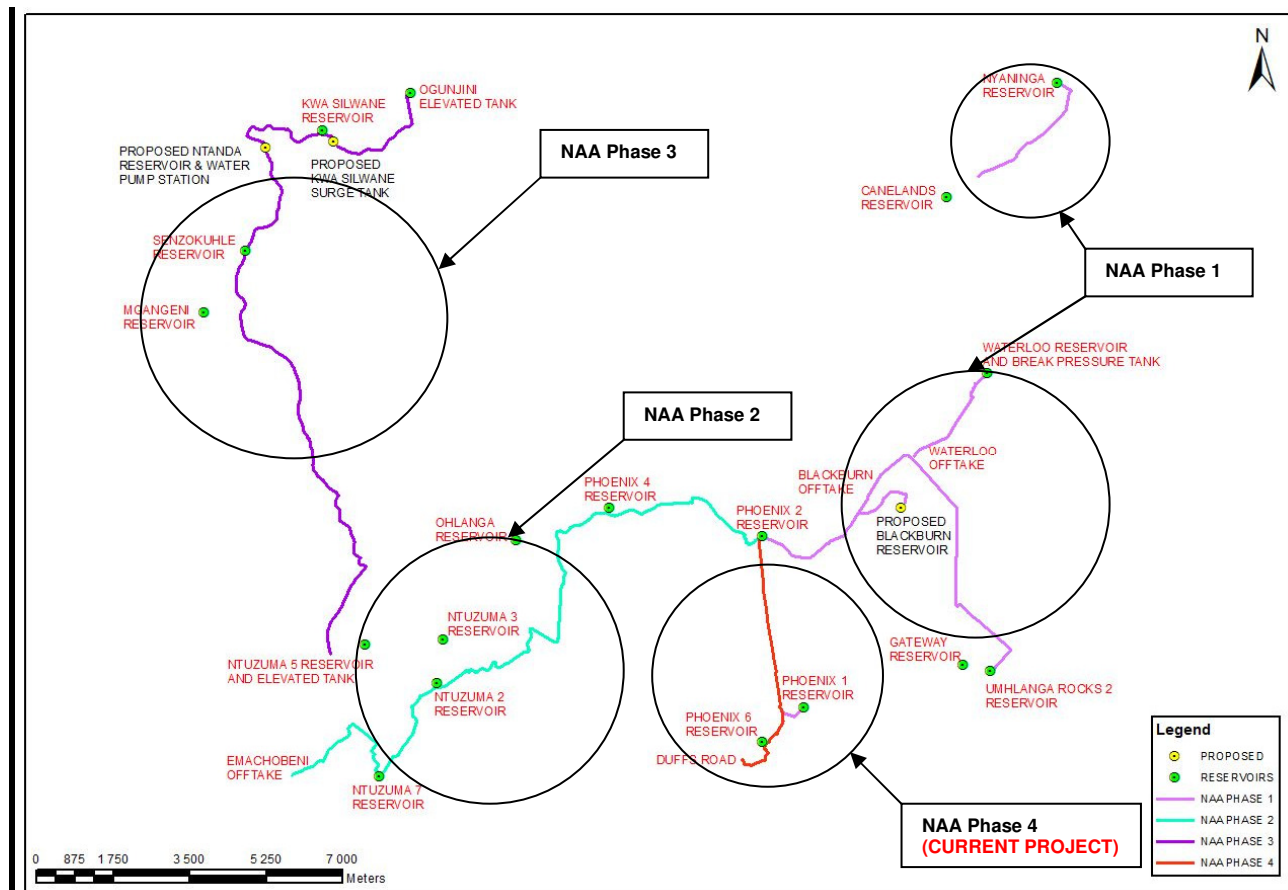 N
OGUNJINI
ELEVATED TANK
KWA SILWANE
RESERVOIR
NYANINGA
RESERVOIR
PROPOSED NTANDA
RESERVOIR & WATER
PUMP STATION
PROPOSED
KWA SILWANE
SURGE TANK
NAA Phase 3
CANELANDS
RESERVOIR
SENZOKUHLE
RESERVOIR
NAA Phase 1
MGANGENI
RESERVOIR
WATERLOO RESERVOIR
AND BREAK PRESSURE TANK
NAA Phase 2
WATERLOO
OFFTAKE
BLACKBURN
OFFTAKE
PHOENIX 4
RESERVOIR
PHOENIX 2
RESERVOIR
PROPOSED
BLACKBURN
RESERVOIR
OHLANGA
RESERVOIR
NTUZUMA 3
RESERVOIR
GATEWAY
RESERVOIR
NTUZUMA 5 RESERVOIR
AND ELEVATED TANK
UMHLANGA ROCKS 2
RESERVOIR
NTUZUMA 2
RESERVOIR
PHOENIX 1
RESERVOIR
PHOENIX 6
RESERVOIR
DUFFS ROAD
EMACHOBENI
OFFTAKE
NTUZUMA 7
RESERVOIR
NAA Phase 4
(CURRENT PROJECT)
Legend
PROPOSED
RESERVOIRS
NAA PHASE 1
NAA PHASE 2
NAA PHASE 3
NAA PHASE 4
0 875 1 750 3 500 5 250 7 000
Meters